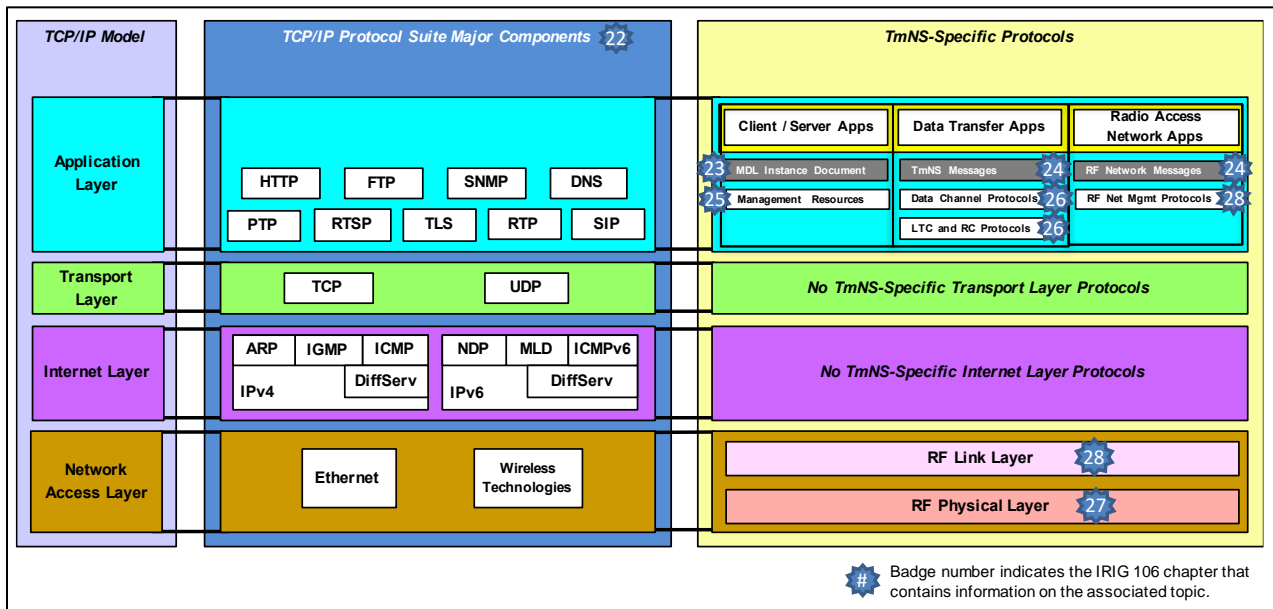 TCP/IP Model
TCP/IP Protocol Suite Major Components 22
TmNS-Specific Protocols
Application
Layer
HTTP
FTP
SNMP
DNS
PTP
RTSP
TLS
RTP
SIP
Client / Server Apps
Data Transfer Apps
Radio Access
Network Apps
23 MDL Instance Document
TmNS Messages 24
RF Network Messages 24
25 Management Resources
Data Channel Protocols 26
RF Net Mgmt Protocols 28
LTC and RC Protocols 26
Transport
Layer
TCP
UDP
No TmNS-Specific Transport Layer Protocols
Internet Layer
ARP
IGMP
ICMP
IPv4
DiffServ
NDP
MLD
ICMPv6
IPv6
DiffServ
No TmNS-Specific Internet Layer Protocols
Network
Access Layer
Ethernet
Wireless
Technologies
RF Link Layer 28
RF Physical Layer 27
# Badge number indicates the IRIG 106 chapter that
contains information on the associated topic.